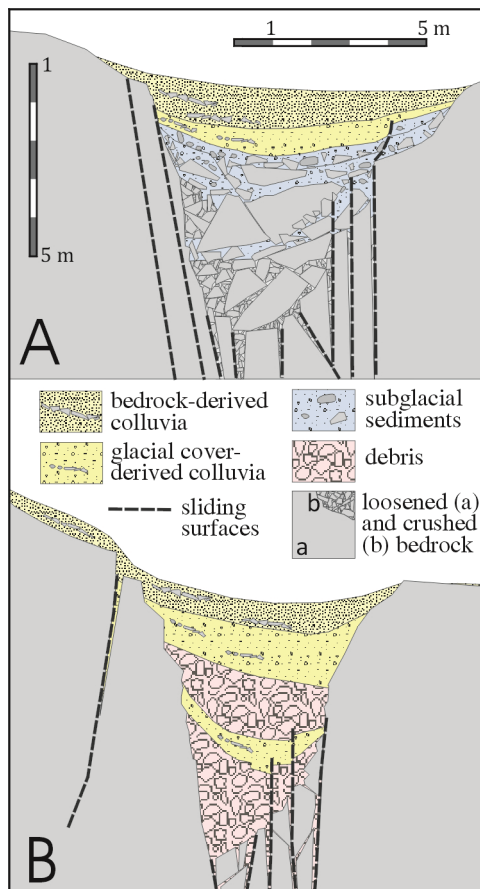 1 5 m
1
5 m
A
bedrock-derived
colluvia
glacial cover-
derived colluvia
sliding
surfaces
subglacial
sediments
debris
b
a
loosened (a)
and crushed
(b) bedrock
B